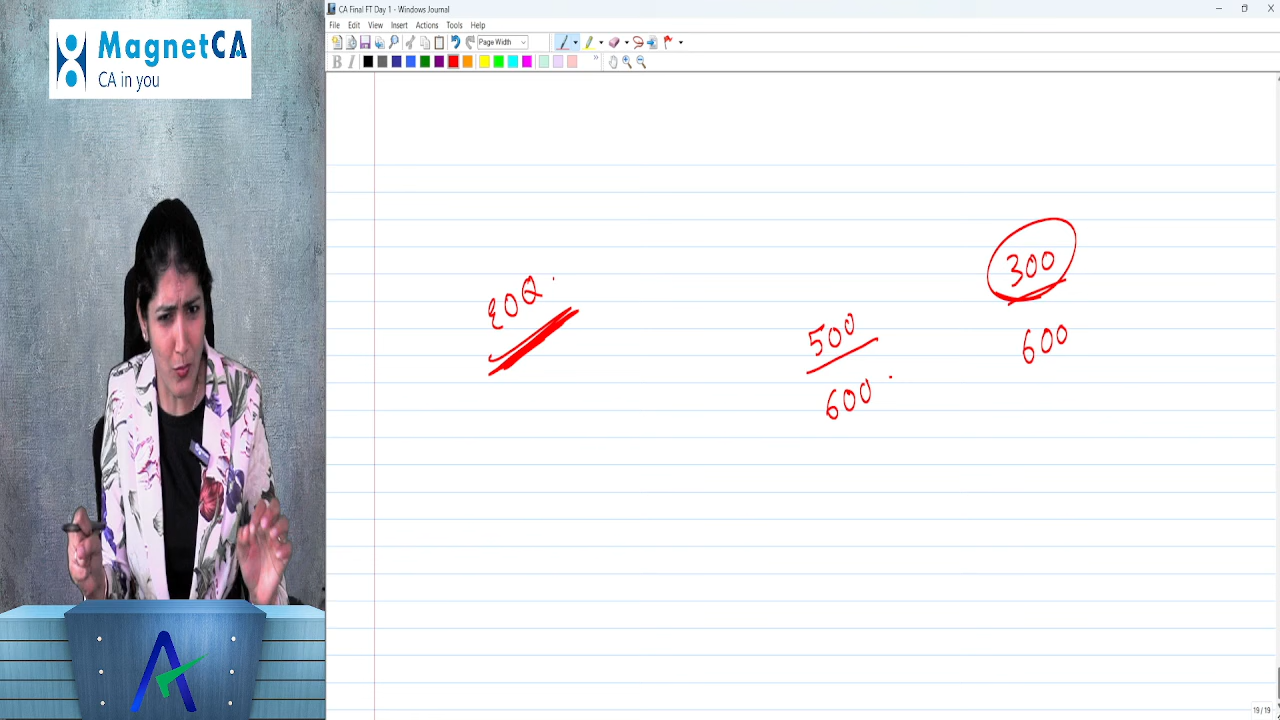 MagnetCA
CA in you
CA Final FT Day 1 - Windows Journal
File Edit View Insert Actions Tools Help
Page Width
B I
EOQ.
500
600
300
600
19/19